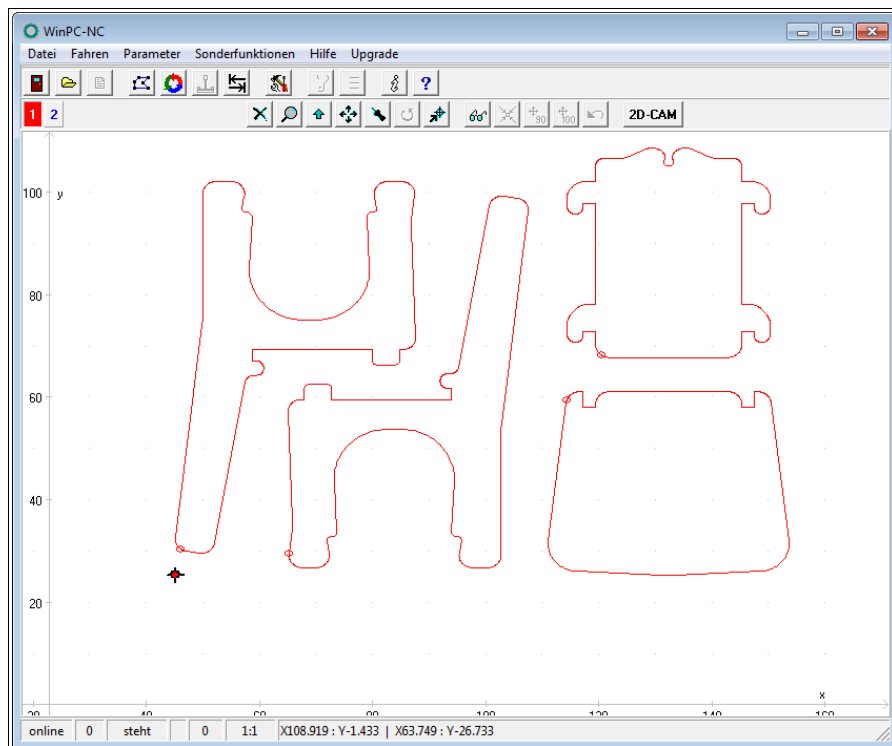 WinPC-NC
Datei Fahren Parameter Sonderfunktionen Hilfe Upgrade
i ?
1 2 90 100 2D-CAM
100 y
80
60
40
20
x
20 40 60 80 100 120 140 160
online 0 steht 0 1:1 X108.919 : Y-1.433 | X63.749 : Y-26.733